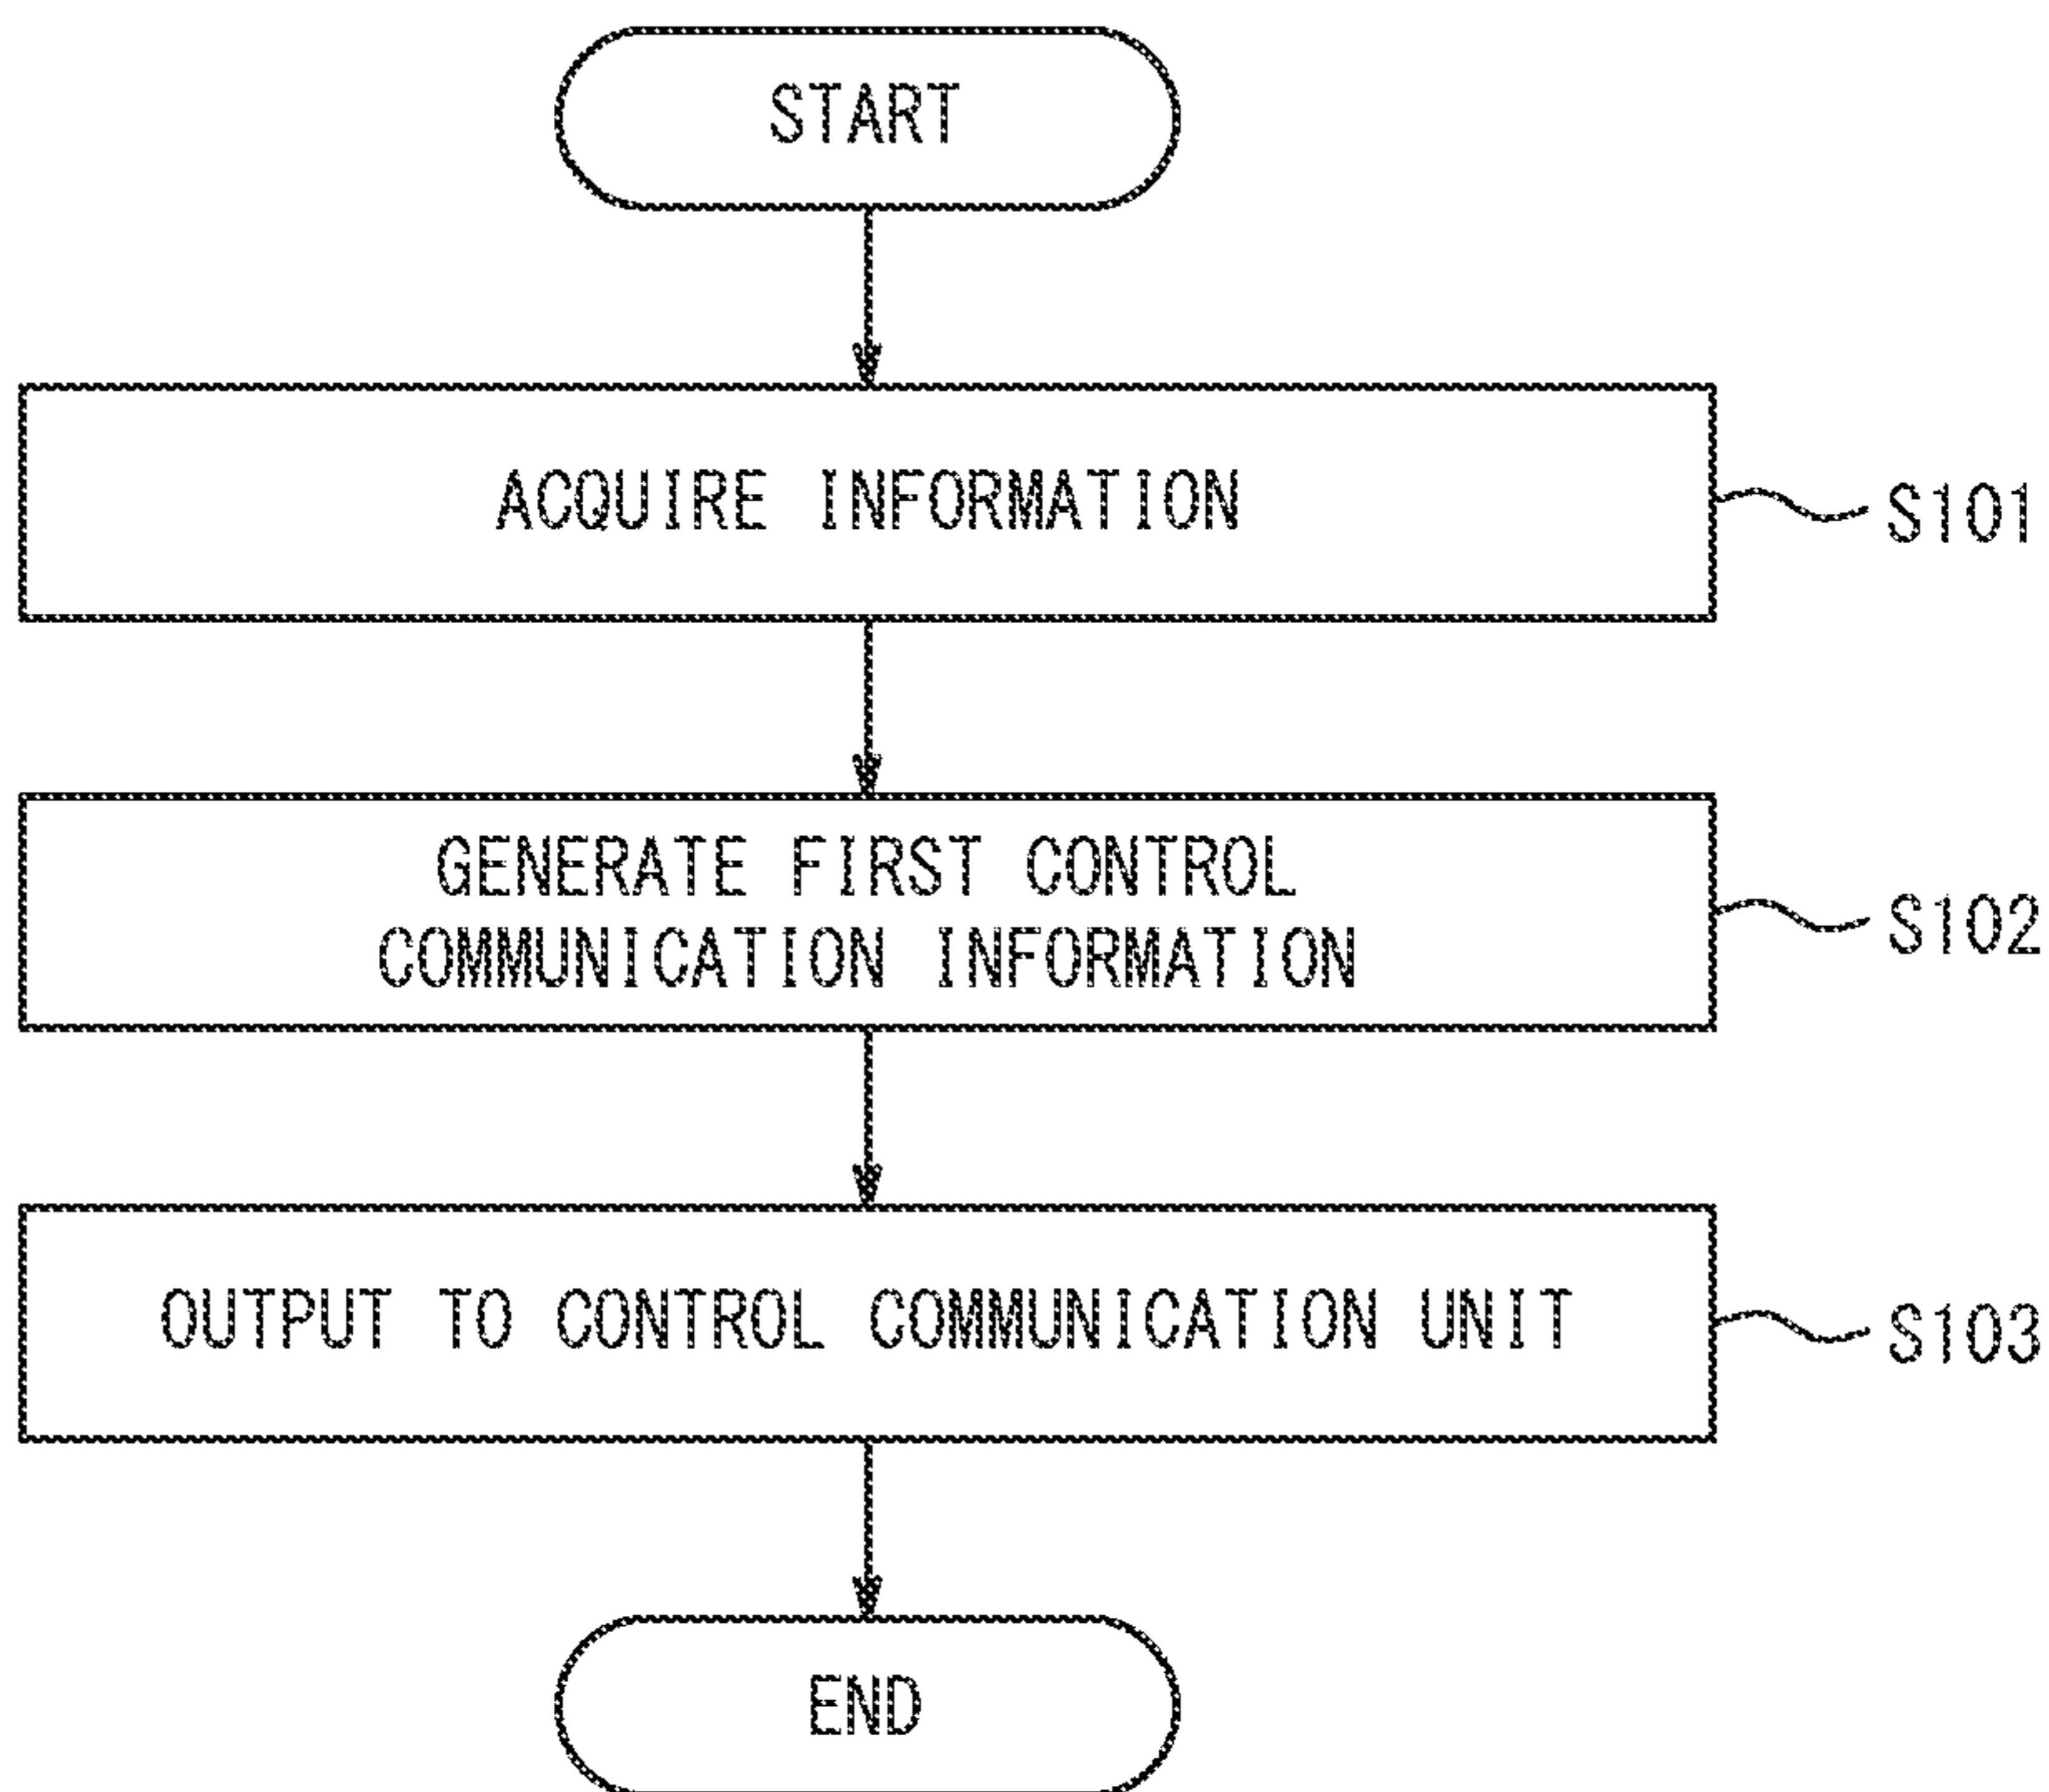 START
ACQUIRE INFORMATION
S101
GENERATE FIRST CONTROL
COMMUNICATION INFORMATION
S102
OUTPUT TO CONTROL COMMUNICATION UNIT
S103
END